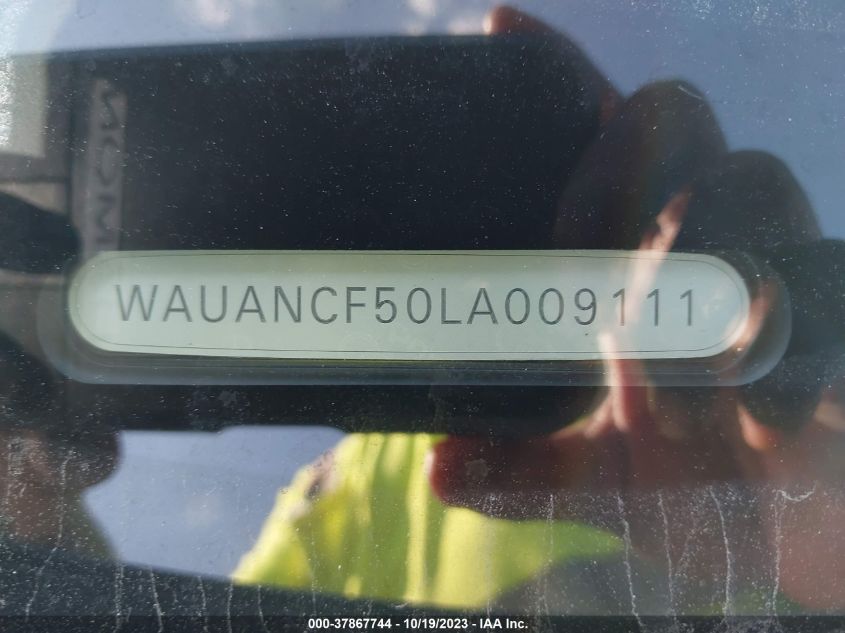 WAUANCF50LA009111
000-37867744 - 10/19/2023 - IAA Inc.